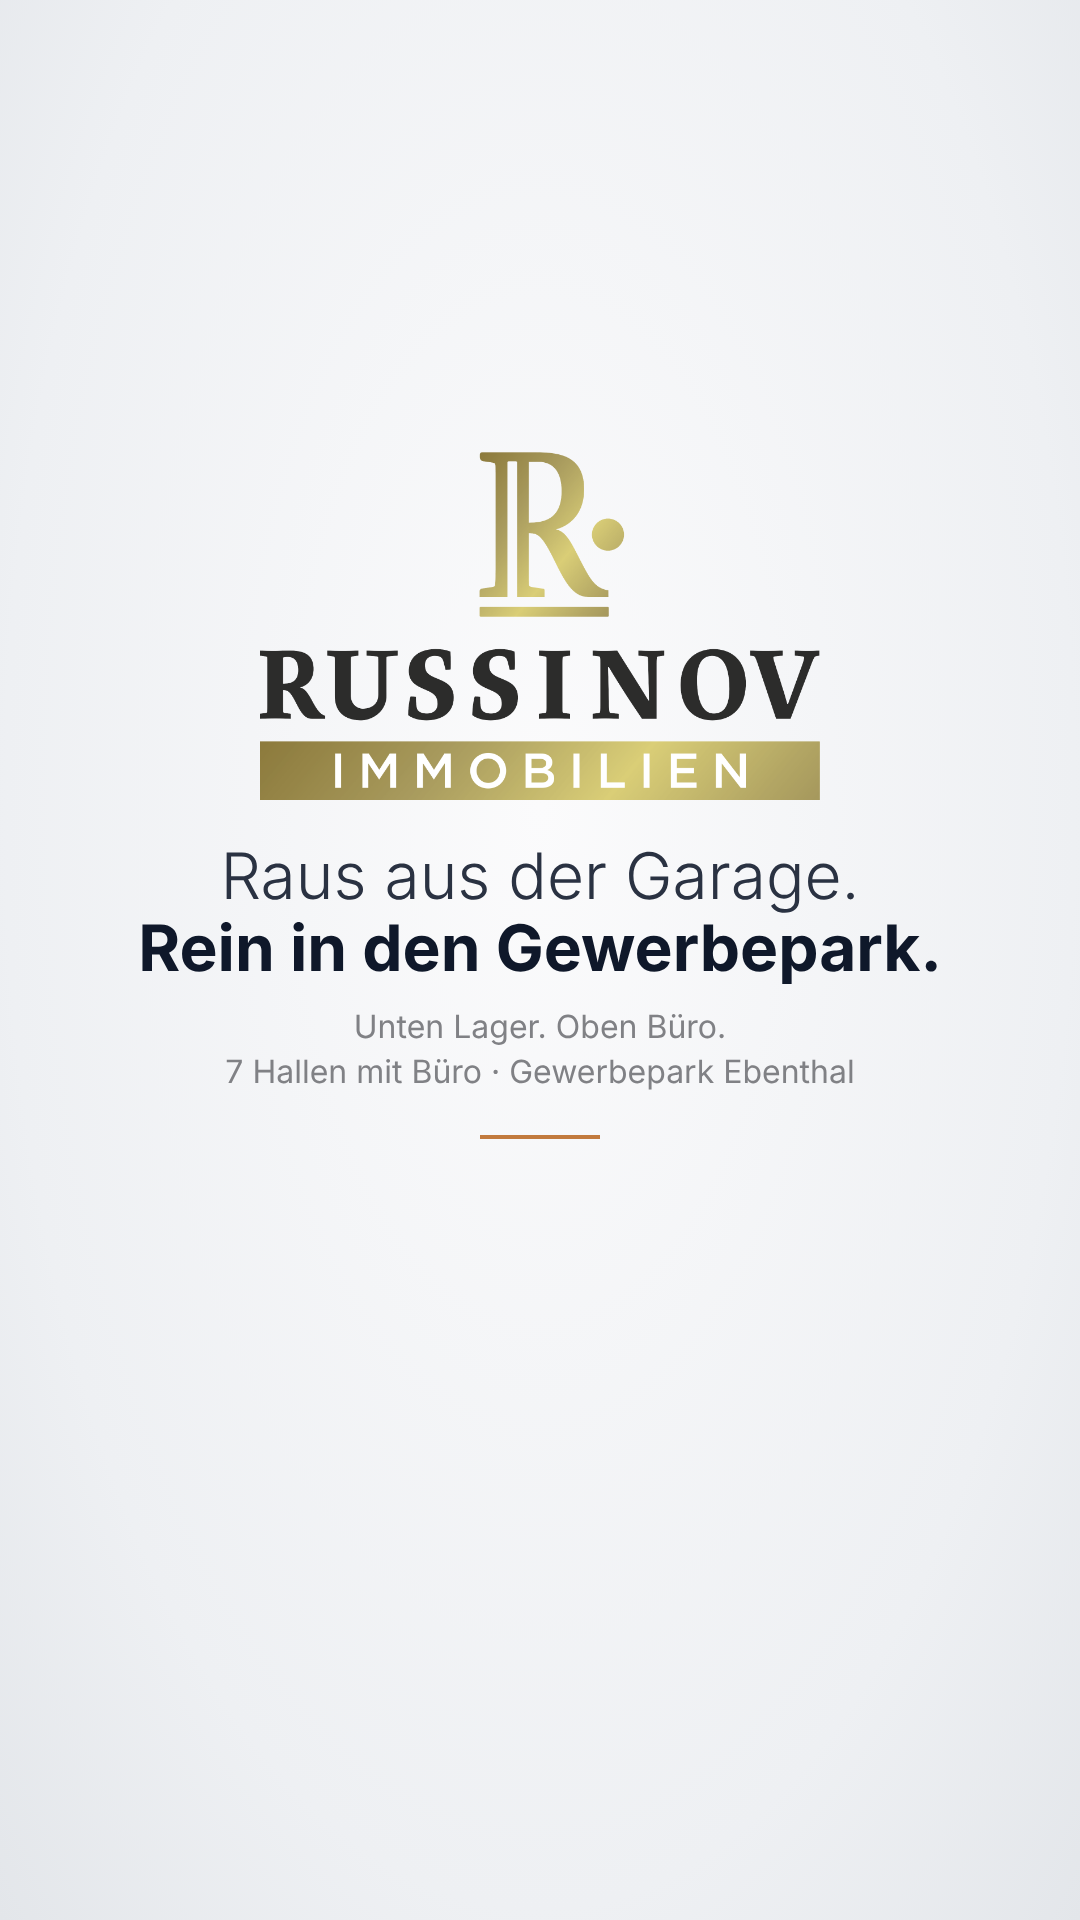 R
RUSSINOV
IMMOBILIEN
Raus aus der Garage.
Rein in den Gewerbepark.
Unten Lager. Oben Büro.
7 Hallen mit Büro · Gewerbepark Ebenthal